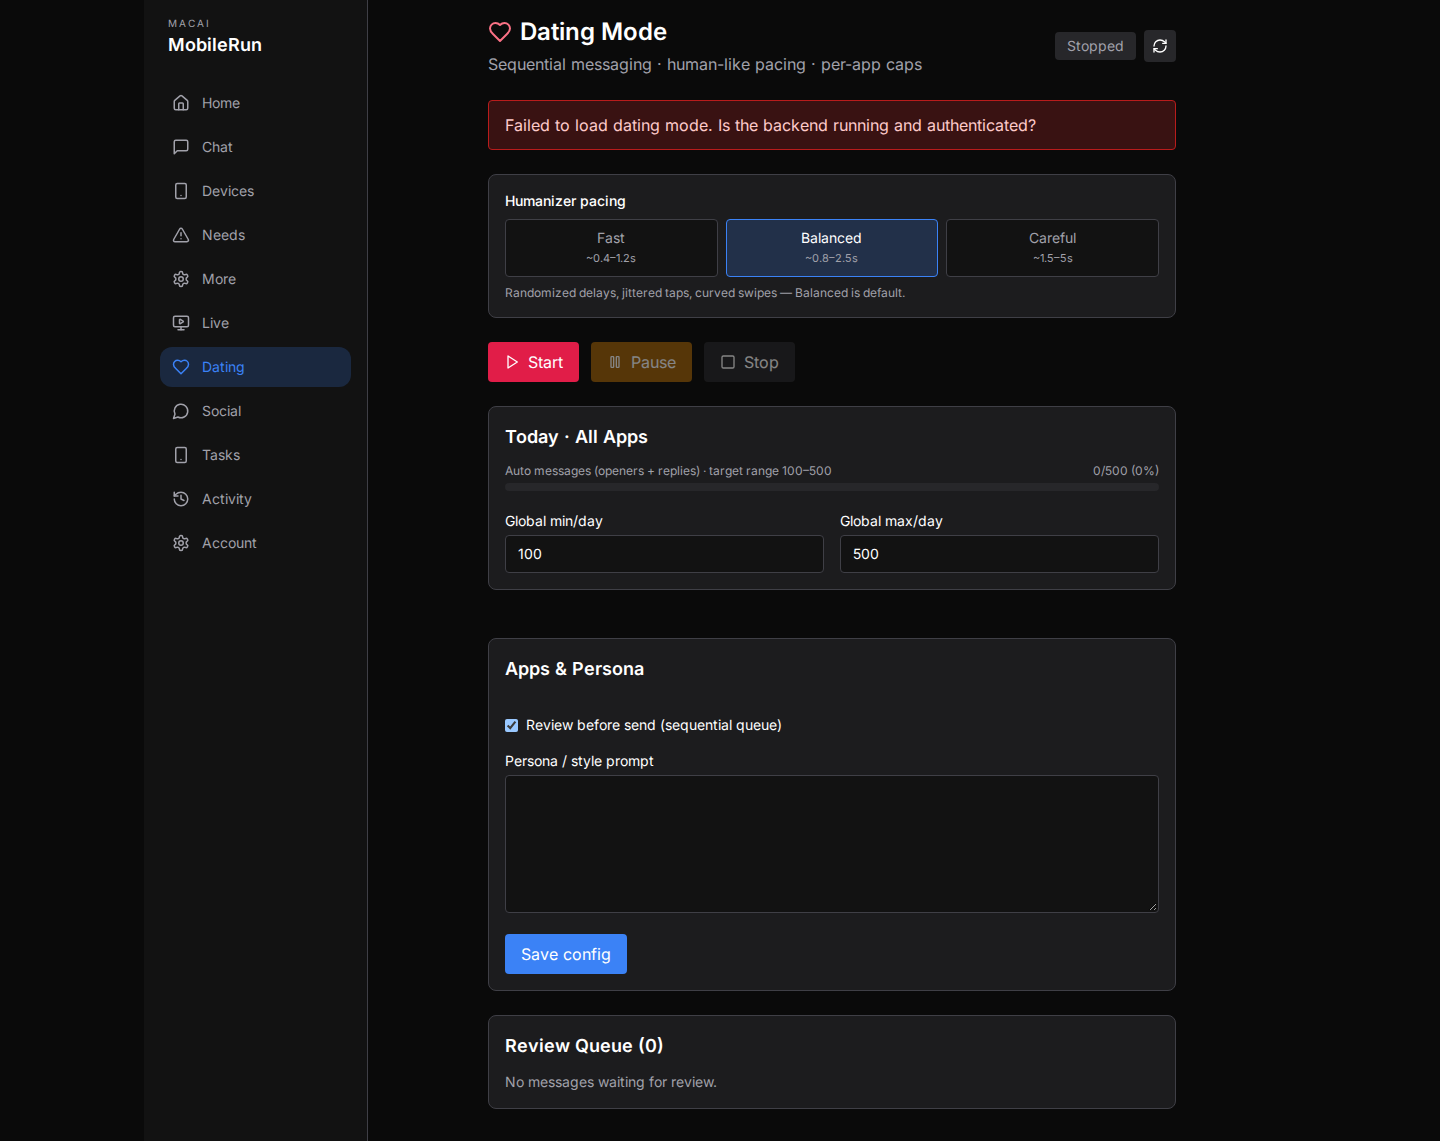 MACAI
MobileRun
Home
Chat
Devices
Needs
More
Live
Dating
Social
Tasks
Activity
Account
Dating Mode
Sequential messaging · human-like pacing · per-app caps
Stopped
Failed to load dating mode. Is the backend running and authenticated?
Humanizer pacing
Fast
~0.4–1.2s
Balanced
~0.8–2.5s
Careful
~1.5–5s
Randomized delays, jittered taps, curved swipes — Balanced is default.
Start
Pause
Stop
Today · All Apps
Auto messages (openers + replies) · target range 100–500
0/500 (0%)
Global min/day
Global max/day
100
500
Apps & Persona
Review before send (sequential queue)
Persona / style prompt
Save config
Review Queue (0)
No messages waiting for review.